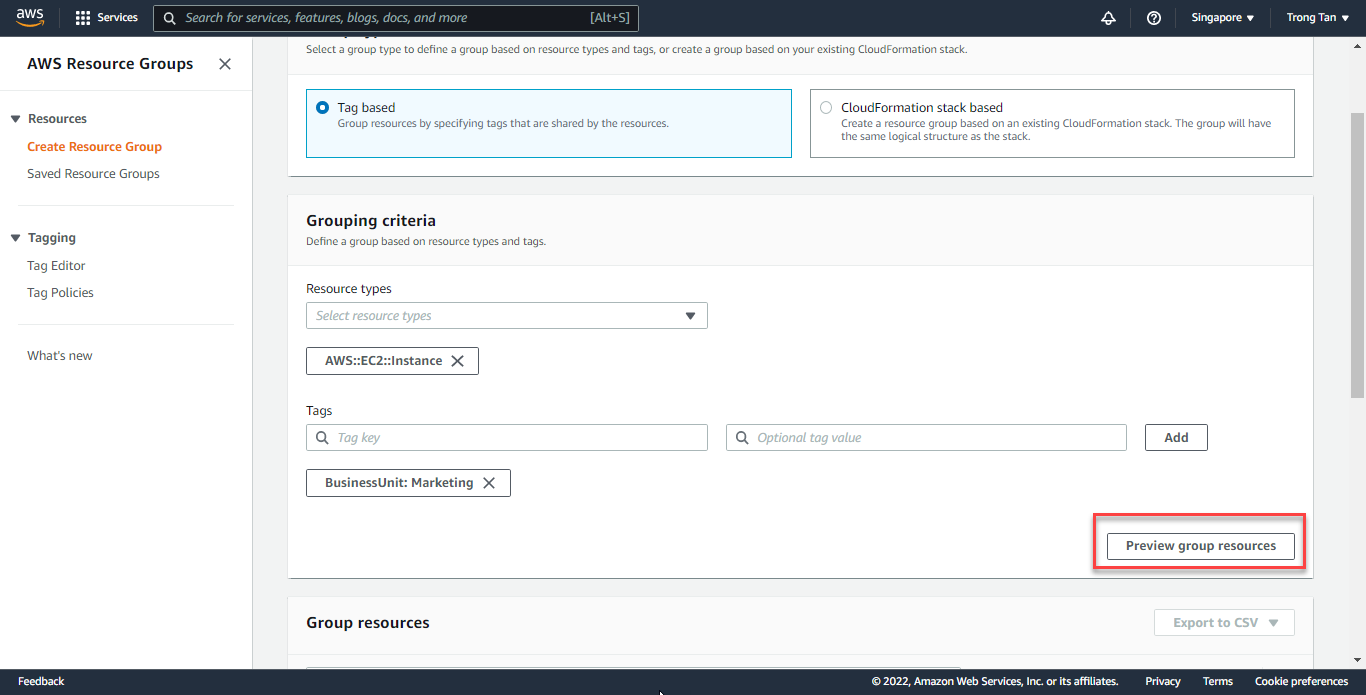 aws
Services
Search for services, features, blogs, docs, and more
[Alt+S]
Singapore
Trong Tan
AWS Resource Groups
Resources
Create Resource Group
Saved Resource Groups
Tagging
Tag Editor
Tag Policies
What's new
Select a group type to define a group based on resource types and tags, or create a group based on your existing CloudFormation stack.
Tag based
Group resources by specifying tags that are shared by the resources.
CloudFormation stack based
Create a resource group based on an existing CloudFormation stack. The group will have
the same logical structure as the stack.
Grouping criteria
Define a group based on resource types and tags.
Resource types
Select resource types
AWS::EC2::Instance
Tags
Tag key
Optional tag value
Add
BusinessUnit: Marketing
Preview group resources
Group resources
Export to CSV
Feedback
© 2022, Amazon Web Services, Inc. or its affiliates.
Privacy
Terms
Cookie preferences